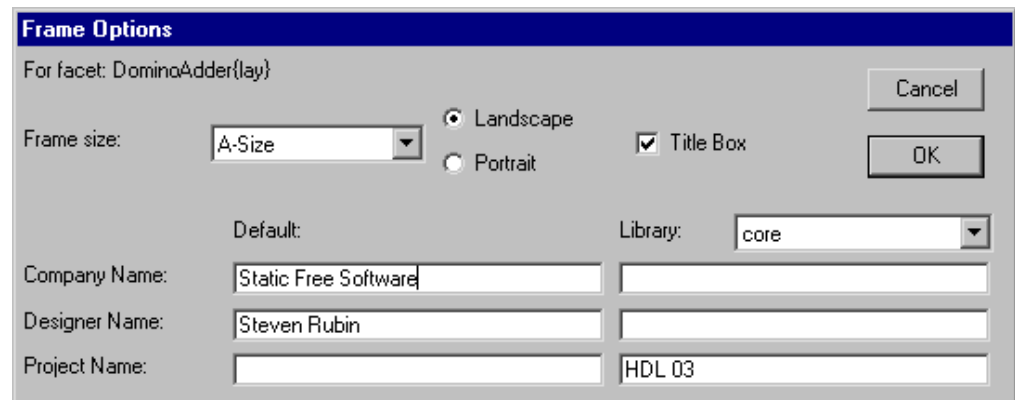 Frame Options
For facet: DominoAdder{lay}
Cancel
Frame size: A-Size
Landscape
Portrait
Title Box
OK
Default: Library: core
Company Name: Static Free Software
Designer Name: Steven Rubin
Project Name: HDL 03